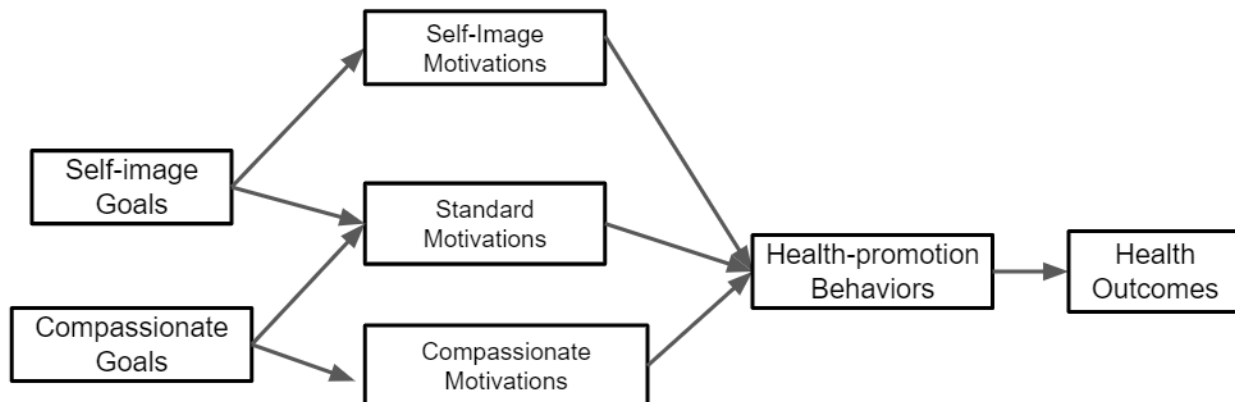 Self-Image
Motivations
Self-image
Goals
Standard
Motivations
Health-promotion
Behaviors
Health
Outcomes
Compassionate
Goals
Compassionate
Motivations